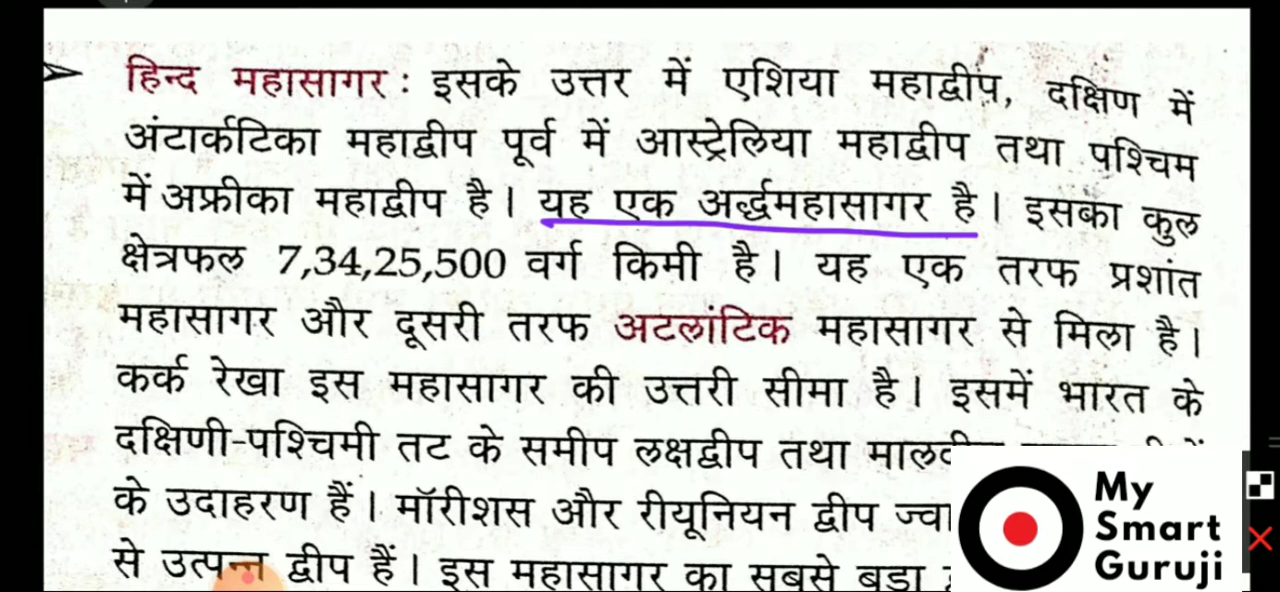 हिन्द महासागर : इसके उत्तर में एशिया महाद्वीप, दक्षिण में
अंटार्कटिका महाद्वीप पूर्व में आस्ट्रेलिया महाद्वीप तथा पश्चिम
में अफ्रीका महाद्वीप है। यह एक अर्द्धमहासागर है। इसका कुल
क्षेत्रफल 7,34,25,500 वर्ग किमी है। यह एक तरफ प्रशांत
महासागर और दूसरी तरफ अटलांटिक महासागर से मिला है।
कर्क रेखा इस महासागर की उत्तरी सीमा है। इसमें भारत के
दक्षिणी-पश्चिमी तट के समीप लक्षद्वीप तथा
के उदाहरण हैं। मॉरीशस और रीयूनियन द्वीप
से उत्पन्न द्वीप हैं। इस महासागर का सबसे बड़ा
My
Smart
Guruji